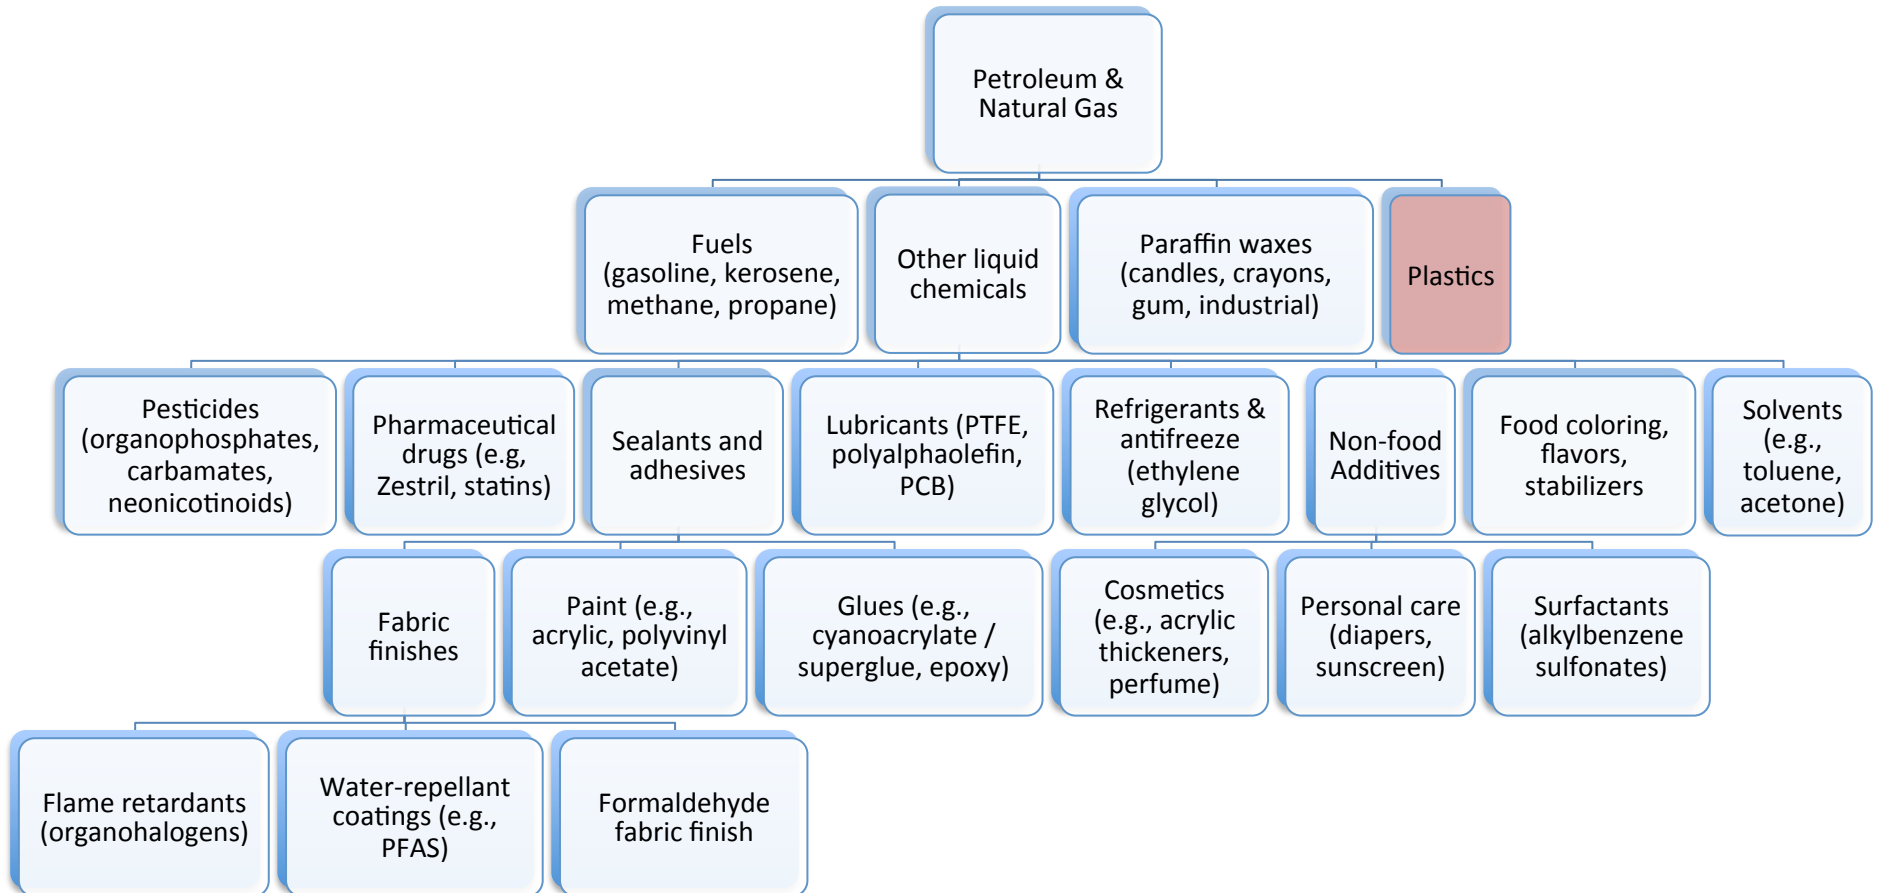 Petroleum &
Natural Gas
Fuels
(gasoline, kerosene,
methane, propane)
Other liquid
chemicals
Paraffin waxes
(candles, crayons,
gum, industrial)
Plastics
Pesticides
(organophosphates,
carbamates,
neonicotinoids)
Pharmaceutical
drugs (e.g,
Zestril, statins)
Sealants and
adhesives
Lubricants (PTFE,
polyalphaolefin,
PCB)
Refrigerants &
antifreeze
(ethylene
glycol)
Non-food
Additives
Food coloring,
flavors,
stabilizers
Solvents
(e.g.,
toluene,
acetone)
Fabric
finishes
Paint (e.g.,
acrylic, polyvinyl
acetate)
Glues (e.g.,
cyanoacrylate /
superglue, epoxy)
Cosmetics
(e.g., acrylic
thickeners,
perfume)
Personal care
(diapers,
sunscreen)
Surfactants
(alkylbenzene
sulfonates)
Flame retardants
(organohalogens)
Water-repellant
coatings (e.g.,
PFAS)
Formaldehyde
fabric finish